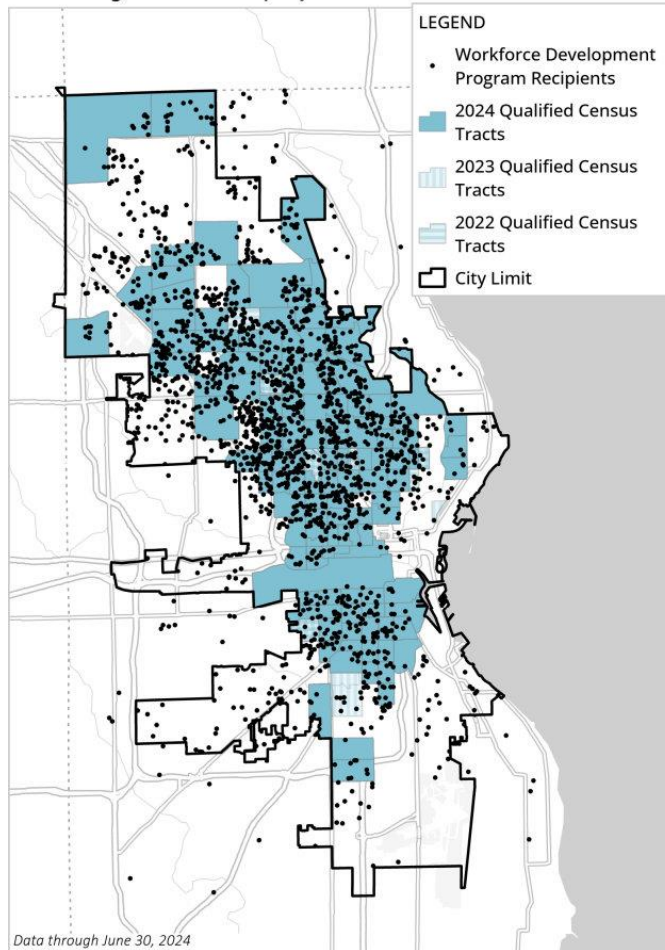 LEGEND
Workforce Development
Program Recipients
2024 Qualified Census
Tracts
2023 Qualified Census
Tracts
2022 Qualified Census
Tracts
City Limit
Data through June 30, 2024